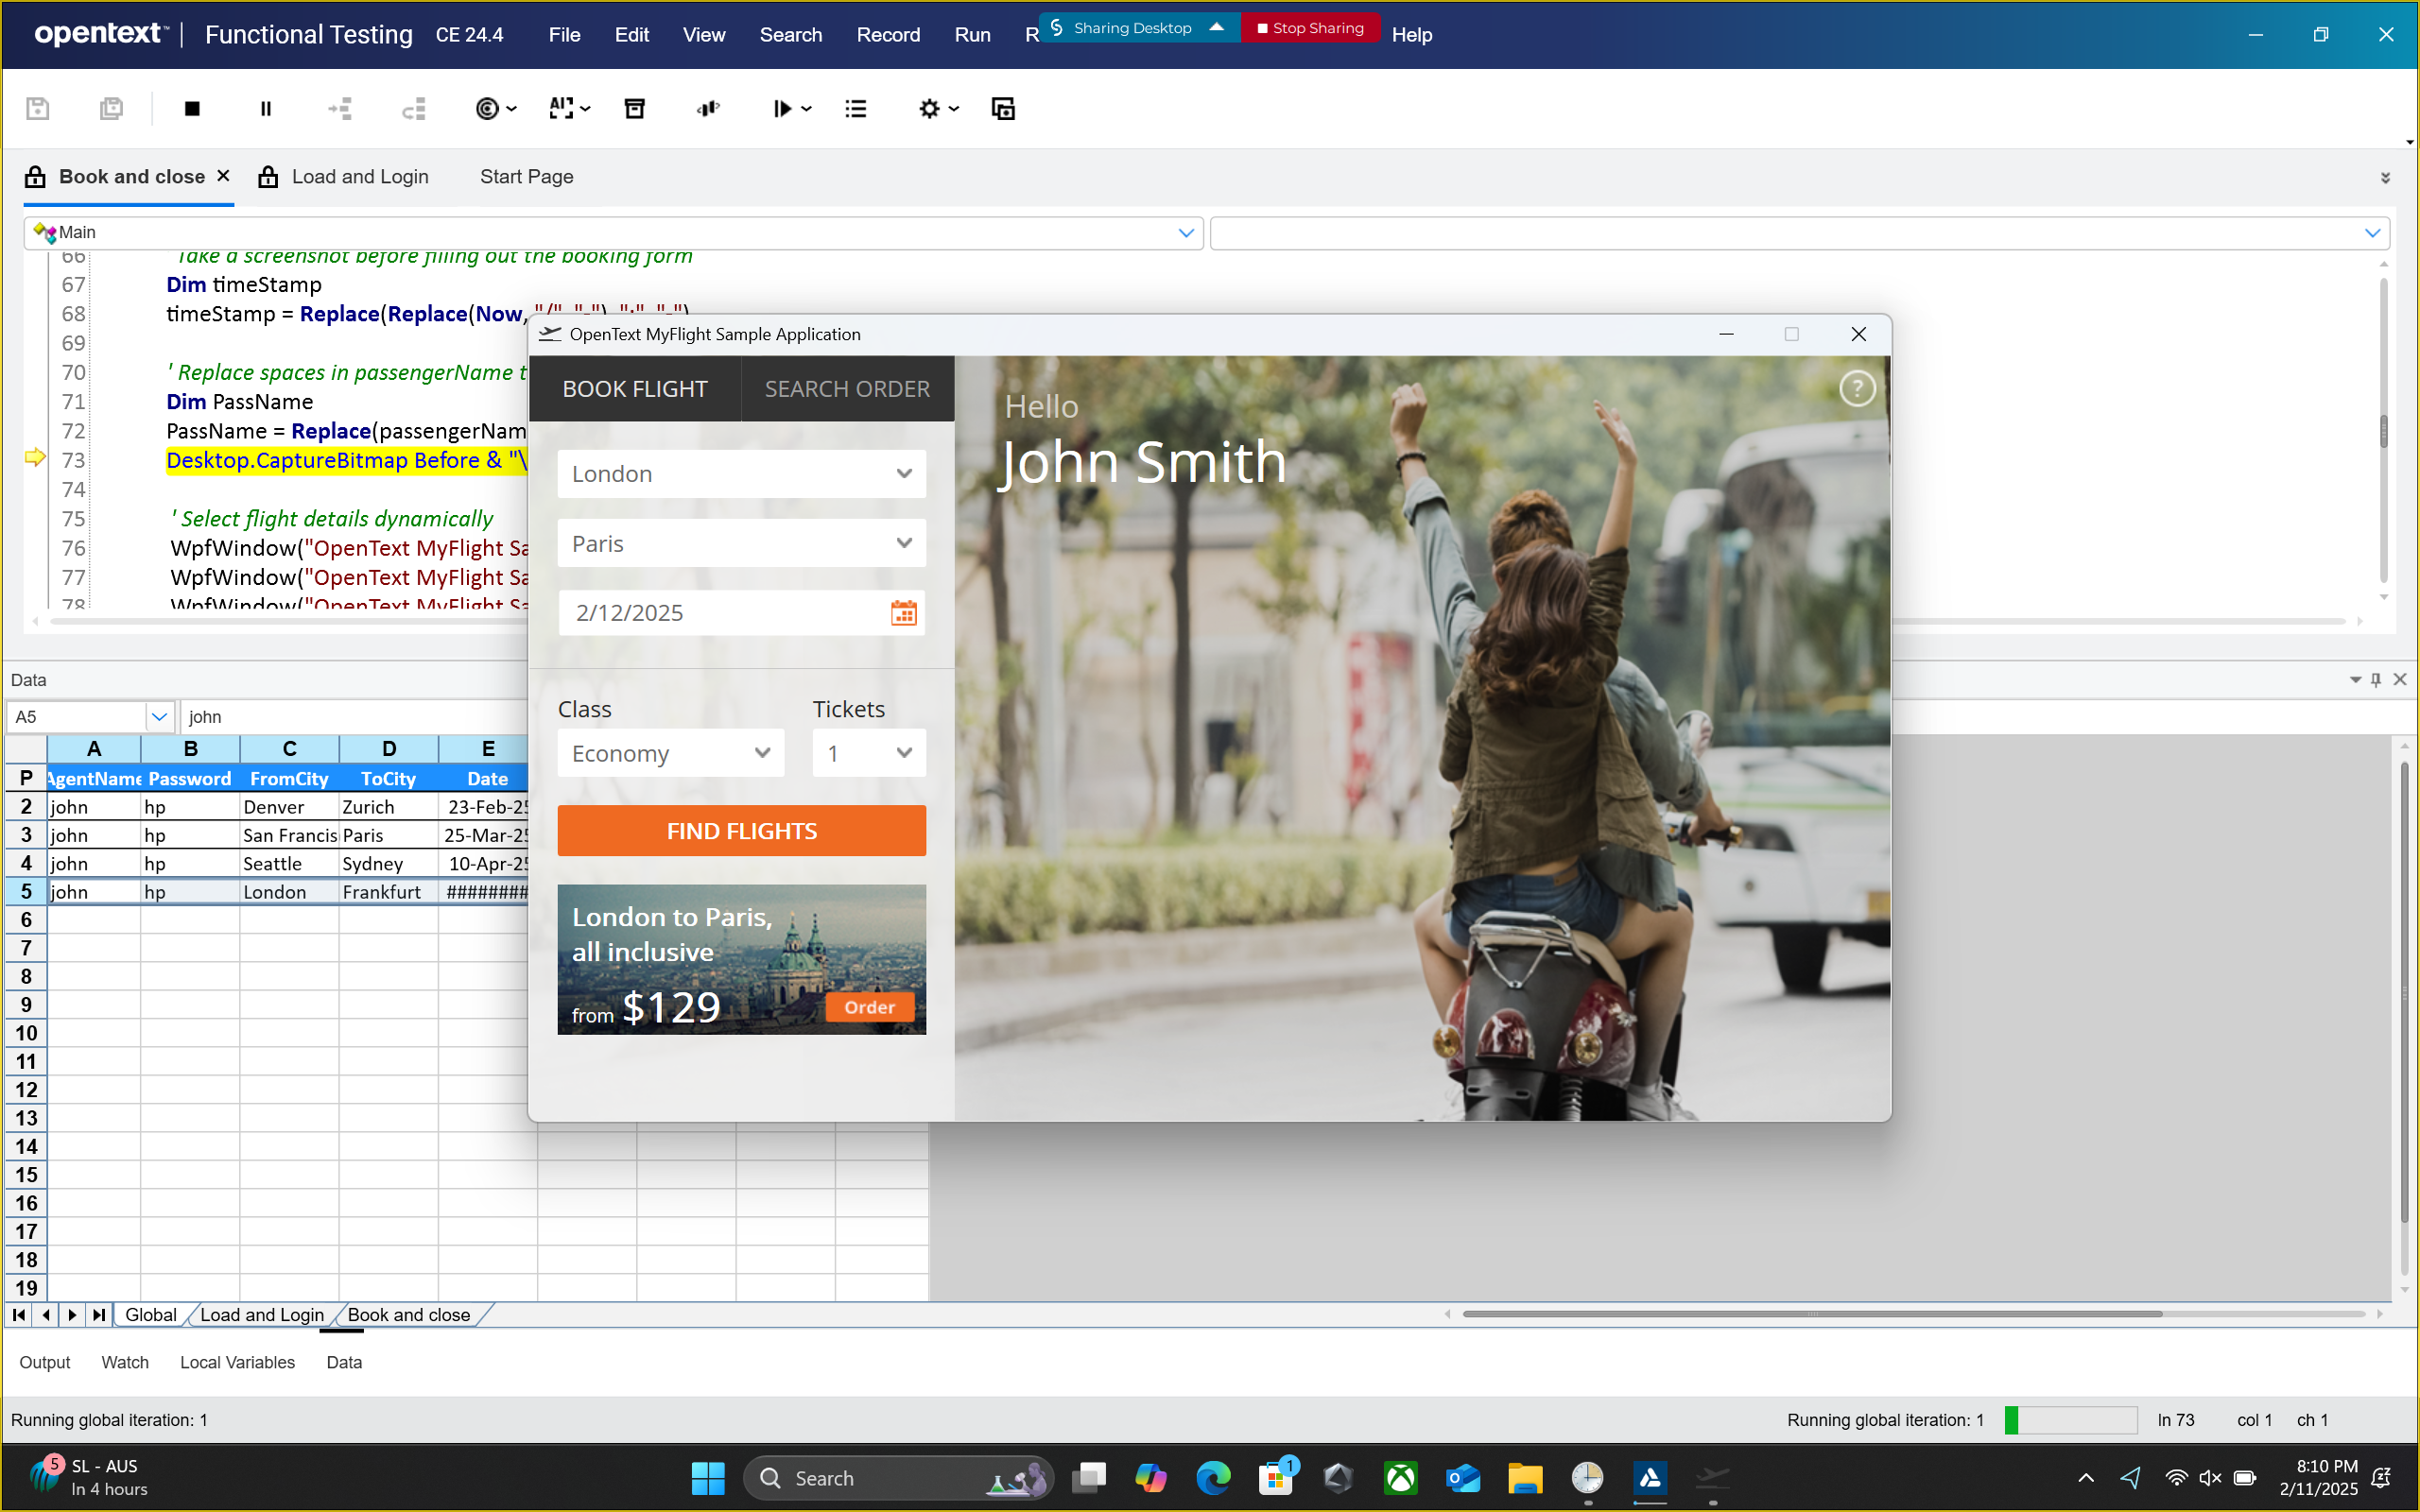 opentext™ | Functional Testing CE 24.4 File Edit View Search Record Run R Sharing Desktop Stop Sharing Help
AI
Book and close Load and Login Start Page
Main
66 Take a screenshot before filling out the booking form
67 Dim timeStamp
68 timeStamp = Replace(Replace(Now, "/", "-"), ":", "-")
69
70 ' Replace spaces in passengerName t
71 Dim PassName
72 PassName = Replace(passengerNam
73 Desktop.CaptureBitmap Before & "\
74
75 ' Select flight details dynamically
76 WpfWindow("OpenText MyFlight Sa
77 WpfWindow("OpenText MyFlight Sa
78 WpfWindow("OpenText MyFlight Sa
OpenText MyFlight Sample Application
BOOK FLIGHT SEARCH ORDER
Hello
John Smith
?
London
Paris
2/12/2025
Class Tickets
Economy 1
FIND FLIGHTS
London to Paris,
all inclusive
from $129 Order
Data
A5 john
A B C D E
P AgentName Password FromCity ToCity Date
2 john hp Denver Zurich 23-Feb-25
3 john hp San Francis Paris 25-Mar-25
4 john hp Seattle Sydney 10-Apr-25
5 john hp London Frankfurt ########
6
7
8
9
10
11
12
13
14
15
16
17
18
19
Global Load and Login Book and close
Output Watch Local Variables Data
Running global iteration: 1 Running global iteration: 1 ln 73 col 1 ch 1
5 SL - AUS
In 4 hours
Search
1
8:10 PM
2/11/2025